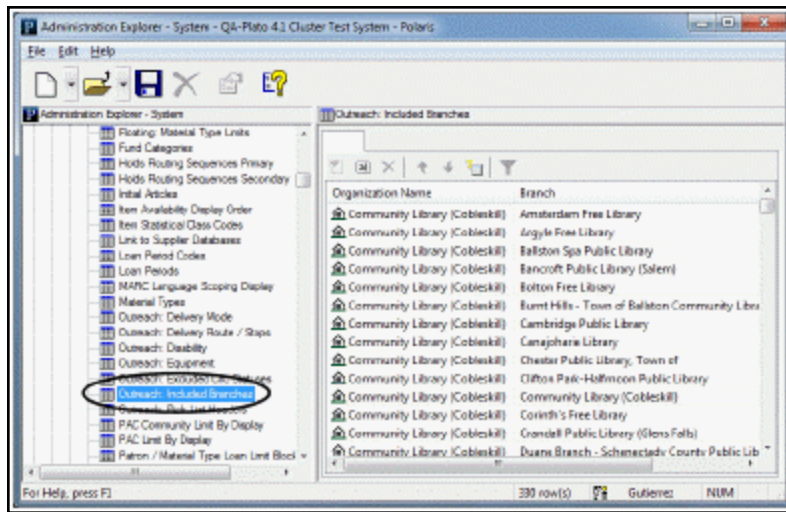 Administration Explorer - System - QA-Plato 4.1 Cluster Test System - Polaris
File Edit Help
Administration Explorer - System
Floating: Material Type Limits
Fund Categories
Holds Routing Sequences Primary
Holds Routing Sequences Secondary
Initial Articles
Item Availability Display Order
Item Statistical Class Codes
Link to Supplier Databases
Loan Period Codes
Loan Periods
MARC Language Scoping Display
Material Types
Outreach: Delivery Mode
Outreach: Delivery Route / Stops
Outreach: Disability
Outreach: Equipment
Outreach: Excluded Circ Statuses
Outreach: Included Branches
Outreach: Pick List Headers
PAC Community Limit By Display
PAC Limit By Display
Patron / Material Type Loan Limit Block
Outreach: Included Branches
Organization Name Branch
Community Library (Cobleskill) Amsterdam Free Library
Community Library (Cobleskill) Argyle Free Library
Community Library (Cobleskill) Ballston Spa Public Library
Community Library (Cobleskill) Bancroft Public Library (Salem)
Community Library (Cobleskill) Bolton Free Library
Community Library (Cobleskill) Burnt Hills - Town of Ballston Community Libra
Community Library (Cobleskill) Cambridge Public Library
Community Library (Cobleskill) Canajoharie Library
Community Library (Cobleskill) Chester Public Library, Town of
Community Library (Cobleskill) Clifton Park-Halfmoon Public Library
Community Library (Cobleskill) Community Library (Cobleskill)
Community Library (Cobleskill) Corinth's Free Library
Community Library (Cobleskill) Crandall Public Library (Glens Falls)
Community Library (Cobleskill) Duane Branch - Schenectady County Public Lib
For Help, press F1 330 row(s) Gutierrez NUM